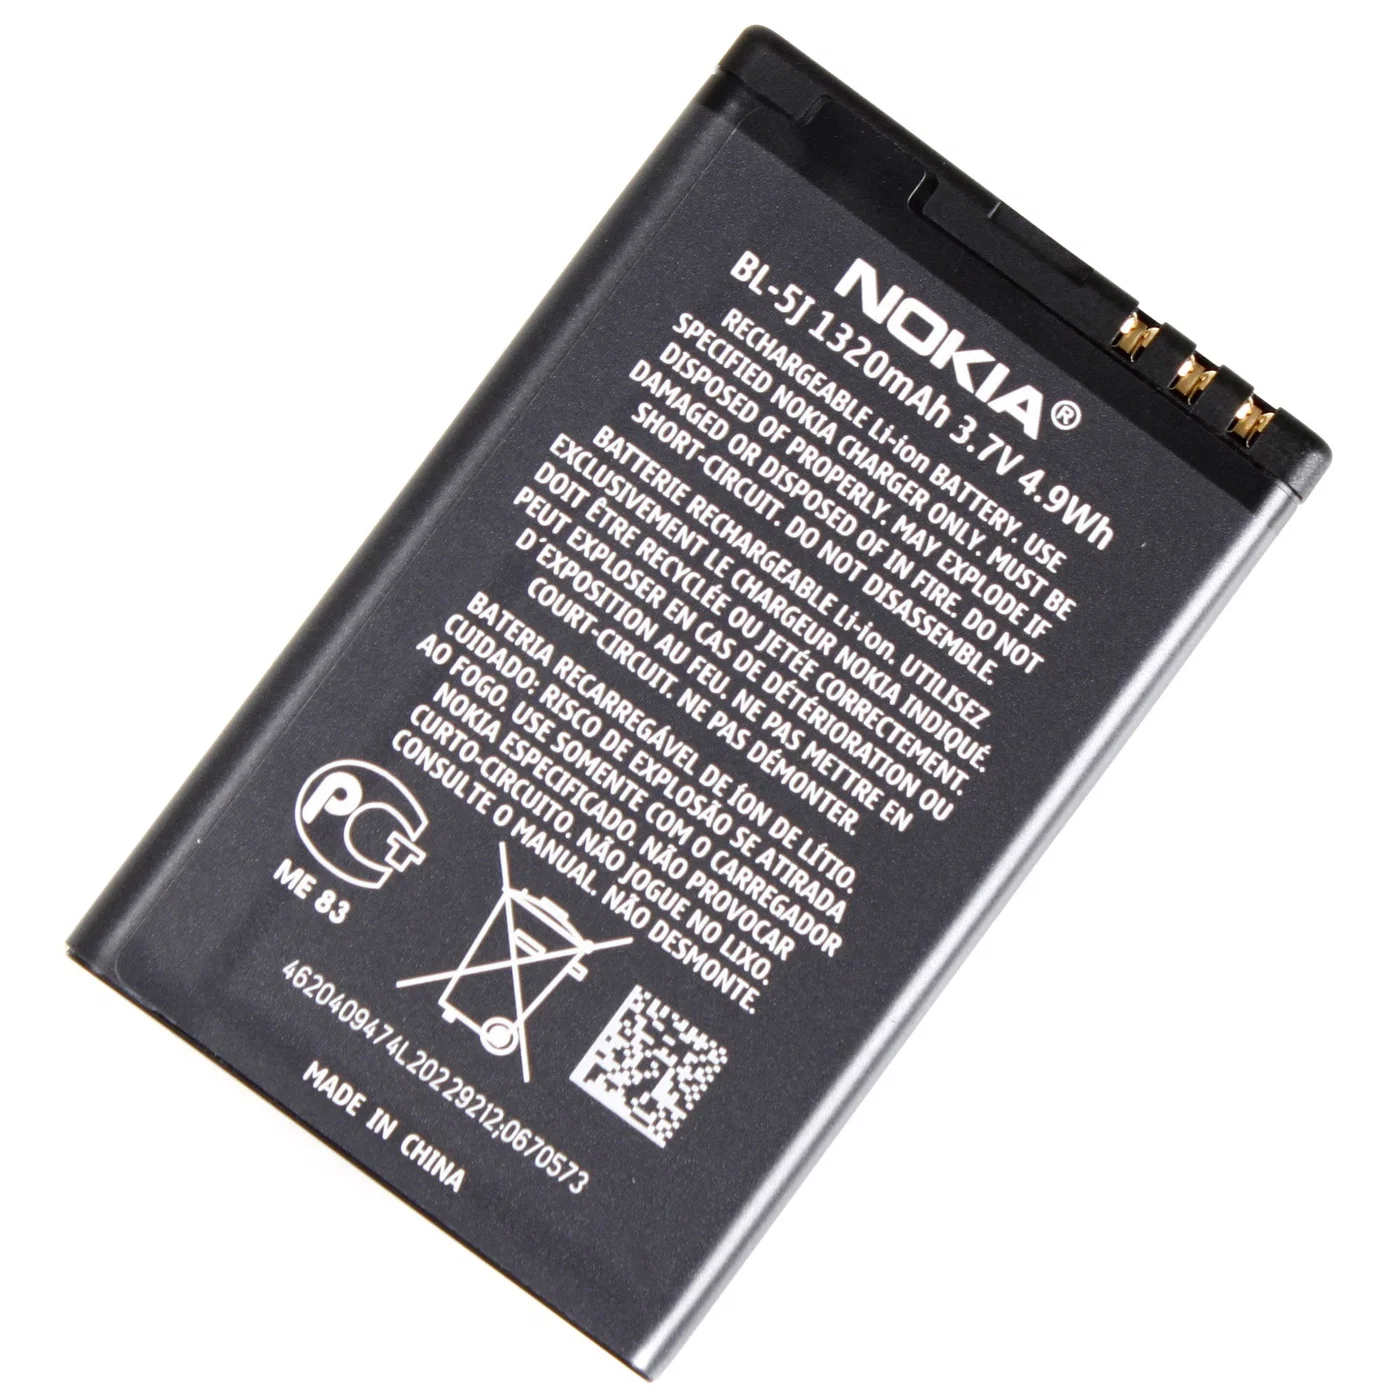 NOKIA®
BL-5J 1320mAh 3.7V 4.9Wh
RECHARGEABLE Li-ion BATTERY. USE
SPECIFIED NOKIA CHARGER ONLY. MUST BE
DISPOSED OF PROPERLY. MAY EXPLODE IF
DAMAGED OR DISPOSED OF IN FIRE. DO NOT
SHORT-CIRCUIT. DO NOT DISASSEMBLE.
BATTERIE RECHARGEABLE Li-ion. UTILISEZ
EXCLUSIVEMENT LE CHARGEUR NOKIA INDIQUÉ.
DOIT ÊTRE RECYCLÉE OU JETÉE CORRECTEMENT.
PEUT EXPLOSER EN CAS DE DÉTÉRIORATION OU
D´EXPOSITION AU FEU. NE PAS METTRE EN
COURT-CIRCUIT. NE PAS DÉMONTER.
BATERIA RECARREGÁVEL DE ÍON DE LÍTIO.
CUIDADO: RISCO DE EXPLOSÃO SE ATIRADA
AO FOGO. USE SOMENTE COM O CARREGADOR
NOKIA ESPECIFICADO. NÃO PROVOCAR
CURTO-CIRCUITO. NÃO JOGUE NO LIXO.
CONSULTE O MANUAL. NÃO DESMONTE.
PCT
ME 83
4620409474L20229212;0670573
MADE IN CHINA